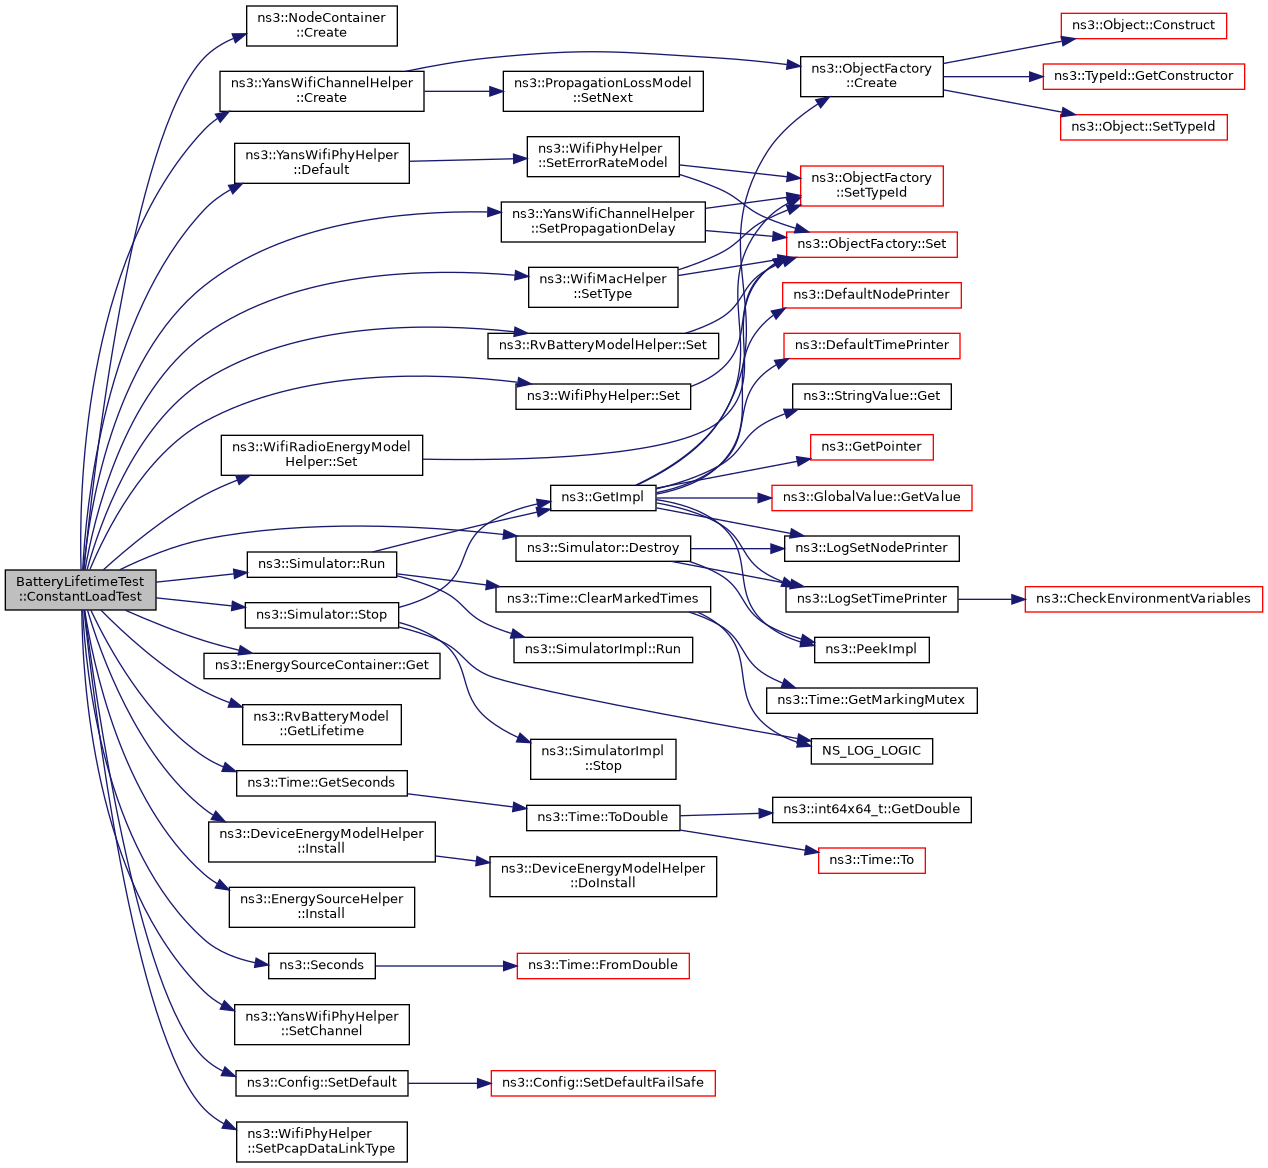 BatteryLifetimeTest
::ConstantLoadTest
ns3::NodeContainer
::Create
ns3::YansWifiChannelHelper
::Create
ns3::YansWifiPhyHelper
::Default
ns3::WifiRadioEnergyModel
Helper::Set
ns3::Simulator::Run
ns3::Simulator::Stop
ns3::EnergySourceContainer::Get
ns3::RvBatteryModel
::GetLifetime
ns3::Time::GetSeconds
ns3::DeviceEnergyModelHelper
::Install
ns3::EnergySourceHelper
::Install
ns3::Seconds
ns3::YansWifiPhyHelper
::SetChannel
ns3::Config::SetDefault
ns3::WifiPhyHelper
::SetPcapDataLinkType
ns3::PropagationLossModel
::SetNext
ns3::WifiPhyHelper
::SetErrorRateModel
ns3::YansWifiChannelHelper
::SetPropagationDelay
ns3::WifiMacHelper
::SetType
ns3::RvBatteryModelHelper::Set
ns3::WifiPhyHelper::Set
ns3::GetImpl
ns3::Simulator::Destroy
ns3::Time::ClearMarkedTimes
ns3::SimulatorImpl::Run
ns3::SimulatorImpl
::Stop
ns3::Time::ToDouble
ns3::DeviceEnergyModelHelper
::DoInstall
ns3::Time::FromDouble
ns3::Config::SetDefaultFailSafe
ns3::ObjectFactory
::Create
ns3::ObjectFactory
::SetTypeId
ns3::ObjectFactory::Set
ns3::DefaultNodePrinter
ns3::DefaultTimePrinter
ns3::StringValue::Get
ns3::GetPointer
ns3::GlobalValue::GetValue
ns3::LogSetNodePrinter
ns3::LogSetTimePrinter
ns3::PeekImpl
ns3::Time::GetMarkingMutex
NS_LOG_LOGIC
ns3::int64x64_t::GetDouble
ns3::Time::To
ns3::Object::Construct
ns3::TypeId::GetConstructor
ns3::Object::SetTypeId
ns3::CheckEnvironmentVariables